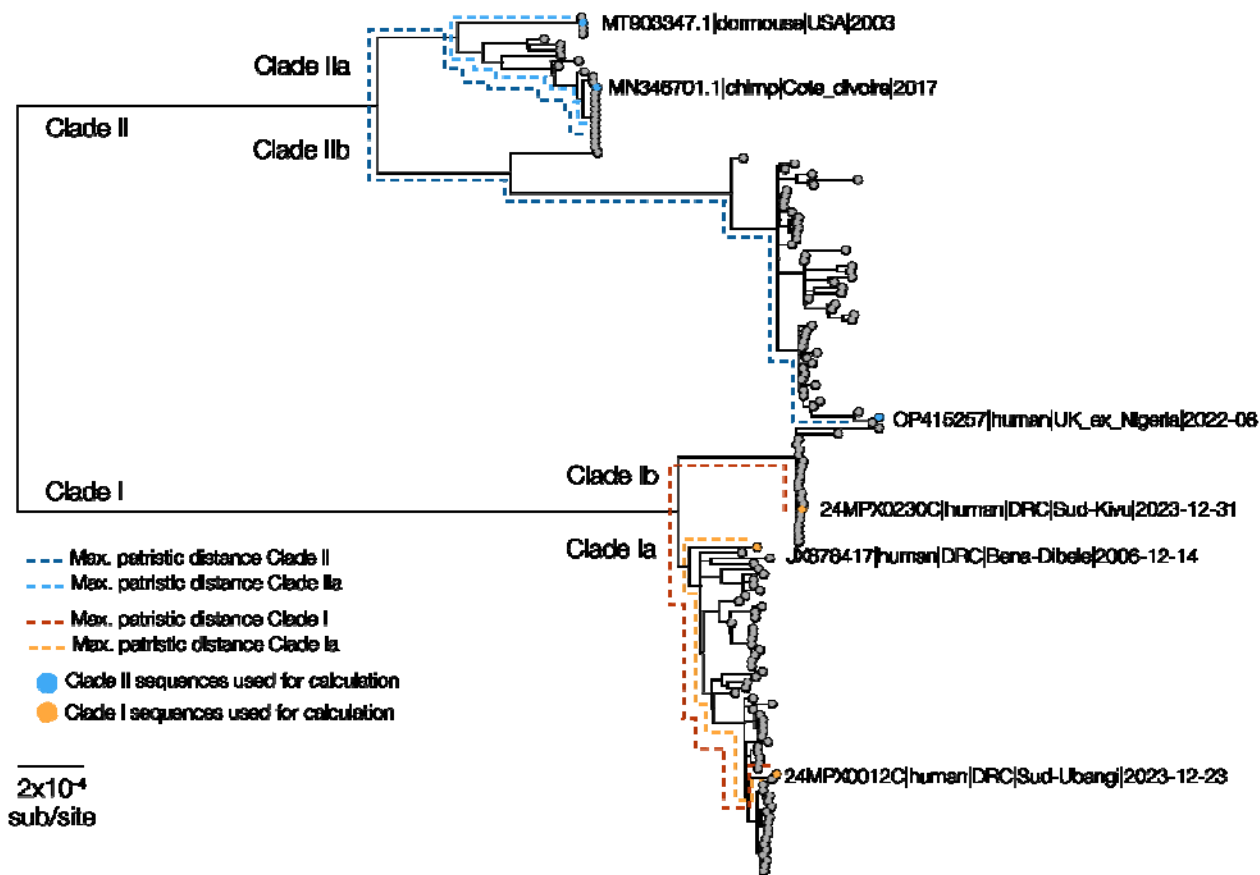 MT903347.1|dormouse|USA|2003
Clade IIa
MN346701.1|chimp|Cote_divoire|2017
Clade II
Clade IIb
OP415257|human|UK_ex_Nigeria|2022-06
Clade Ib
Clade I
24MPX0230C|human|DRC|Sud-Kivu|2023-12-31
Clade Ia
JX878417|human|DRC|Bena-Dibele|2006-12-14
Max. patristic distance Clade II
Max. patristic distance Clade IIa
Max. patristic distance Clade I
Max. patristic distance Clade Ia
Clade II sequences used for calculation
Clade I sequences used for calculation
24MPX0012C|human|DRC|Sud-Ubangi|2023-12-23
2x10⁻⁴
sub/site